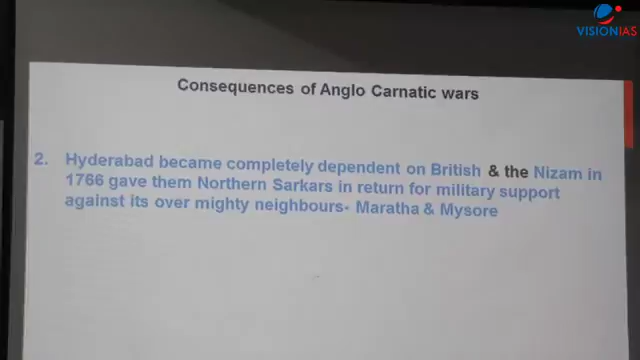 VISIONIAS
Consequences of Anglo Carnatic wars
2. Hyderabad became completely dependent on British & the Nizam in
1766 gave them Northern Sarkars in return for military support
against its over mighty neighbours- Maratha & Mysore